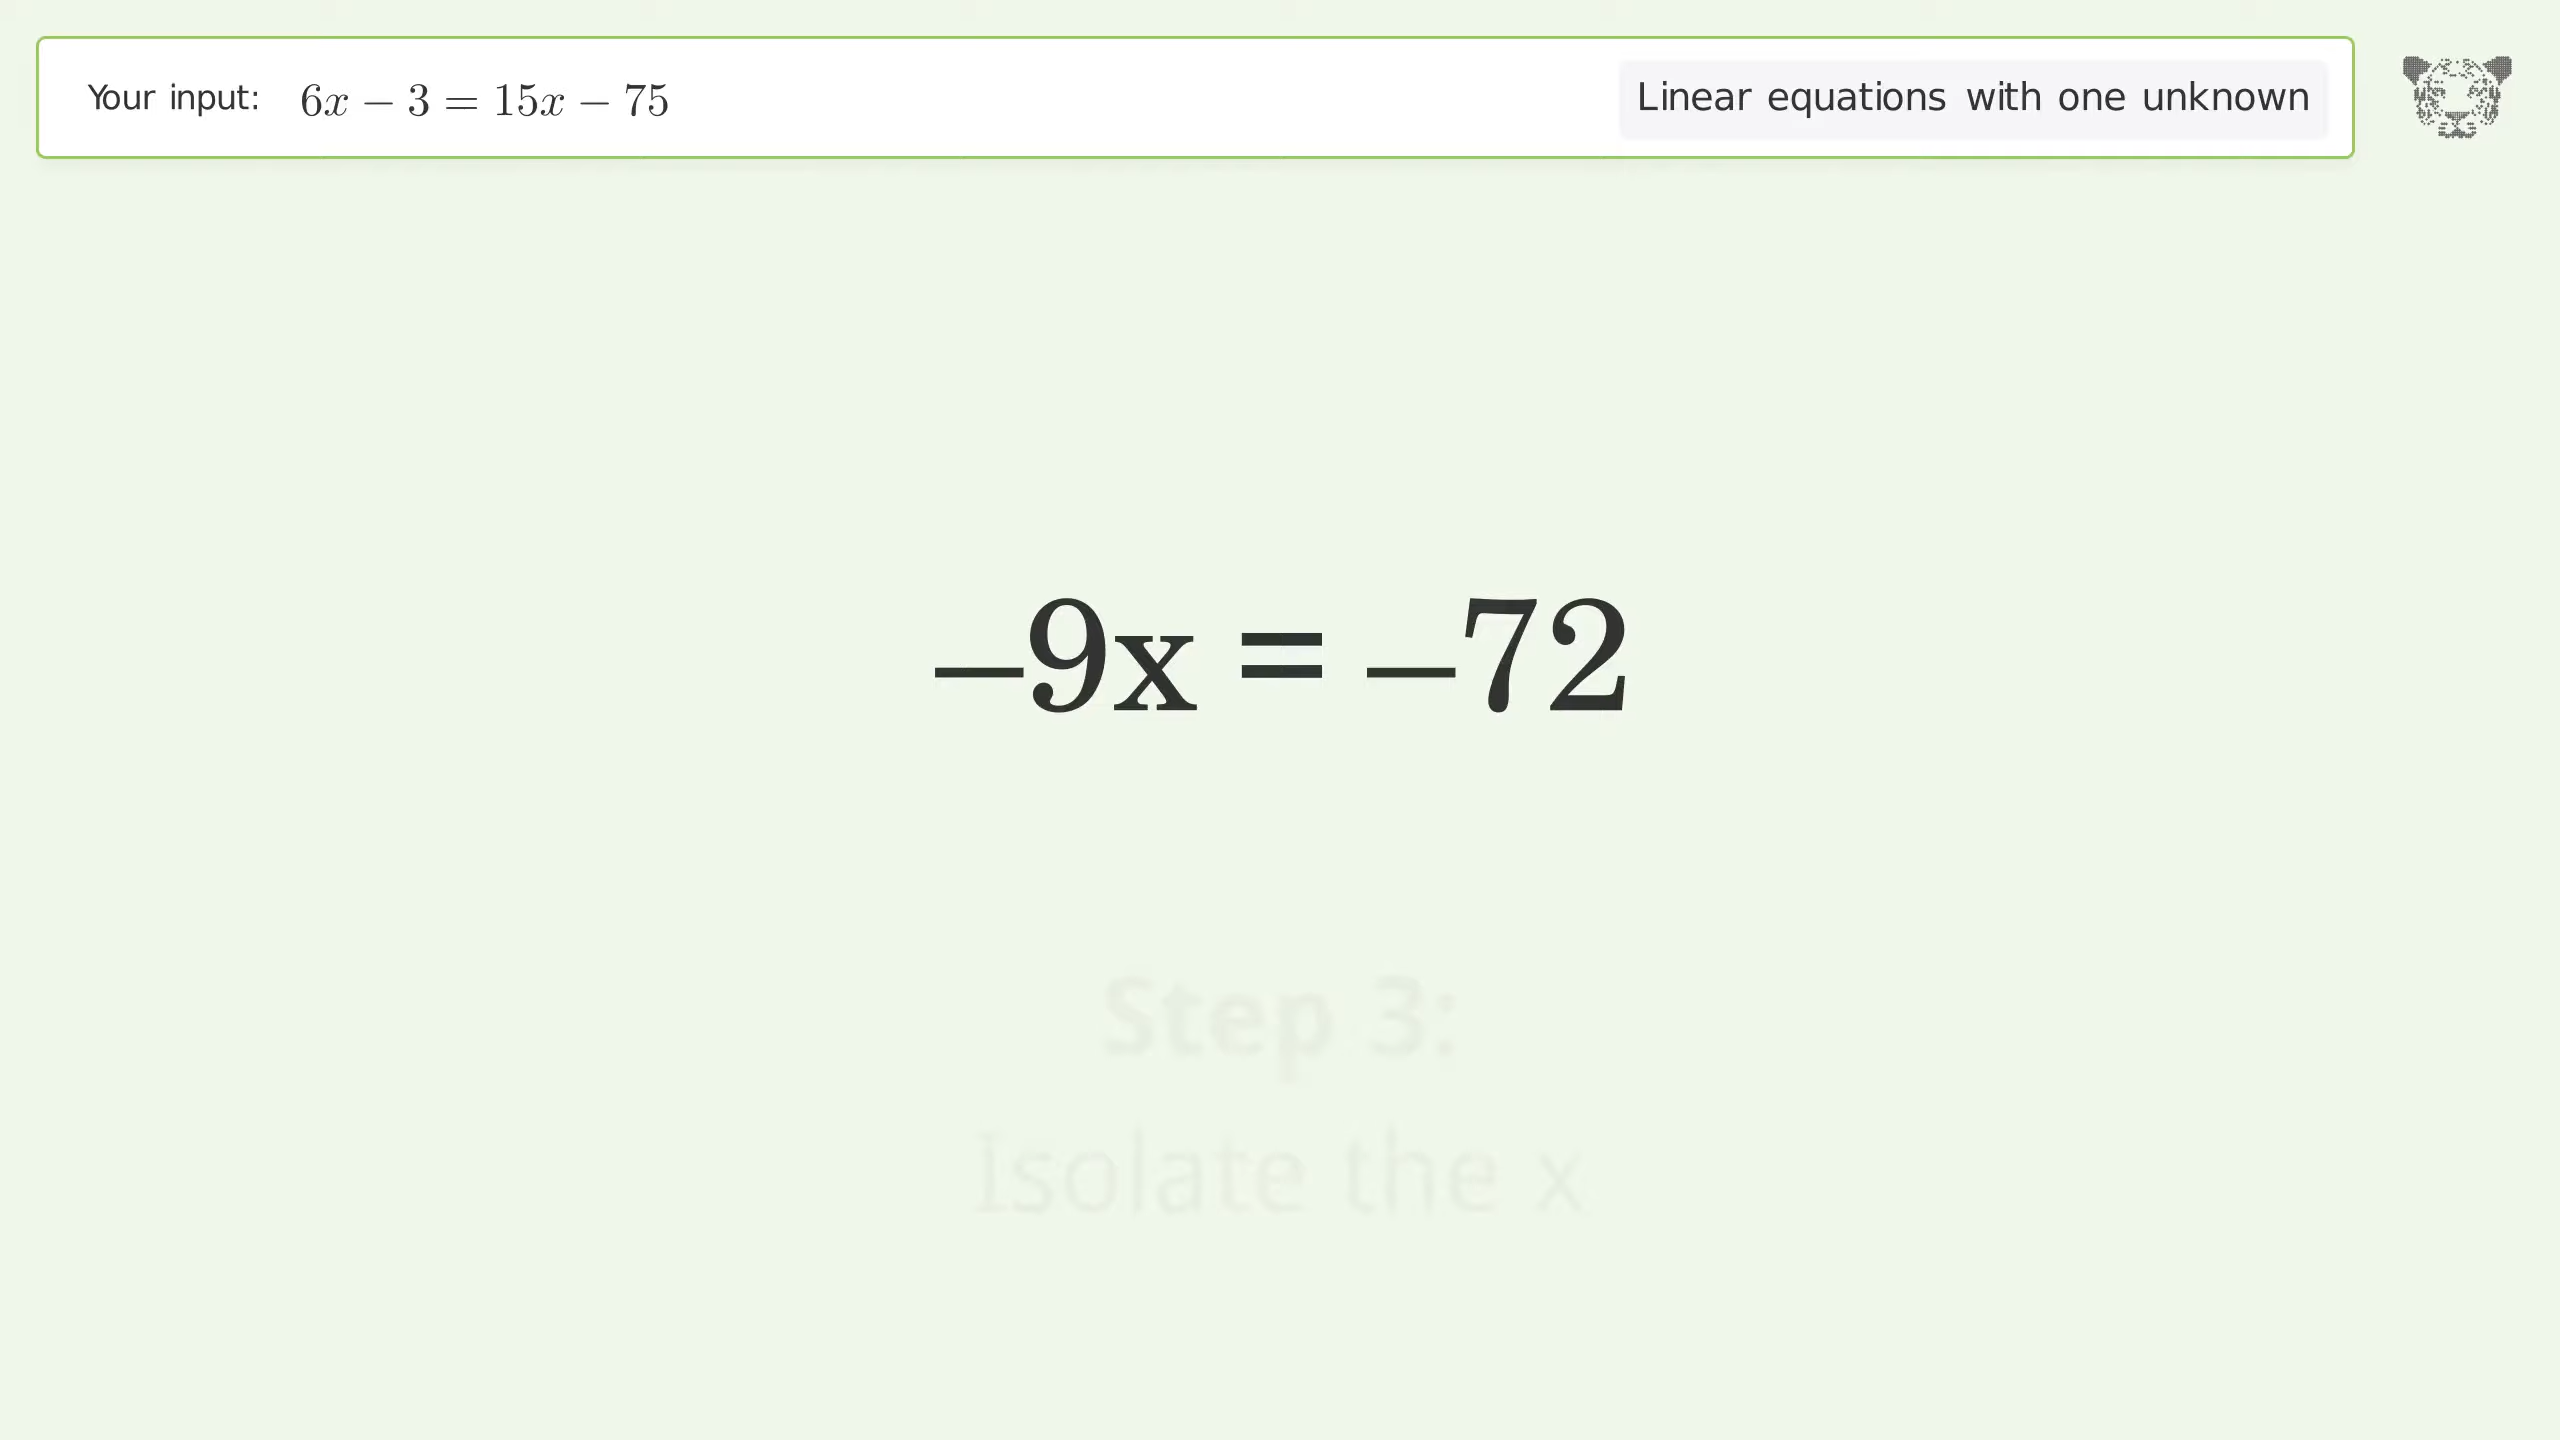 Your input: 6x − 3 = 15x − 75
Linear equations with one unknown
−9x = −72
Step 3:
Isolate the x